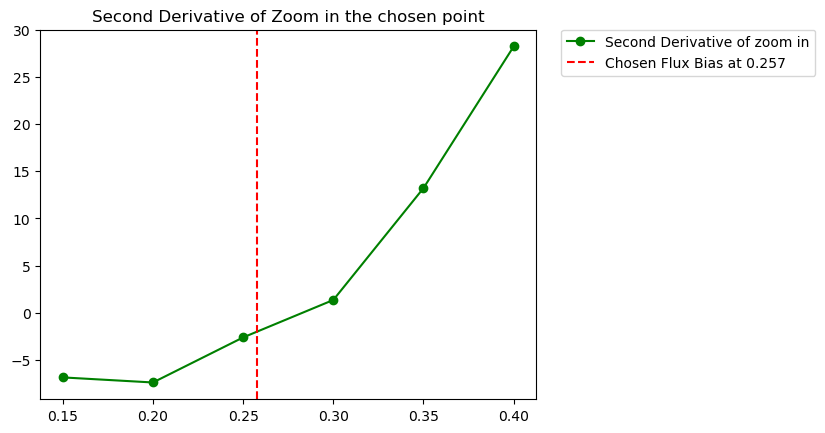 Second Derivative of Zoom in the chosen point
Second Derivative of zoom in
Chosen Flux Bias at 0.257
30
25
20
15
10
5
0
−5
0.15 0.20 0.25 0.30 0.35 0.40